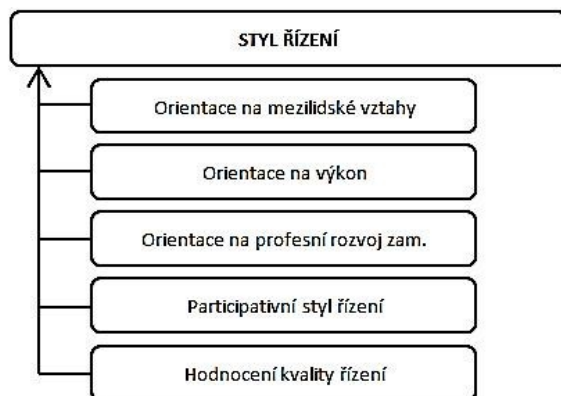 STYL ŘÍZENÍ
Orientace na mezilidské vztahy
Orientace na výkon
Orientace na profesní rozvoj zam.
Participativní styl řízení
Hodnocení kvality řízení